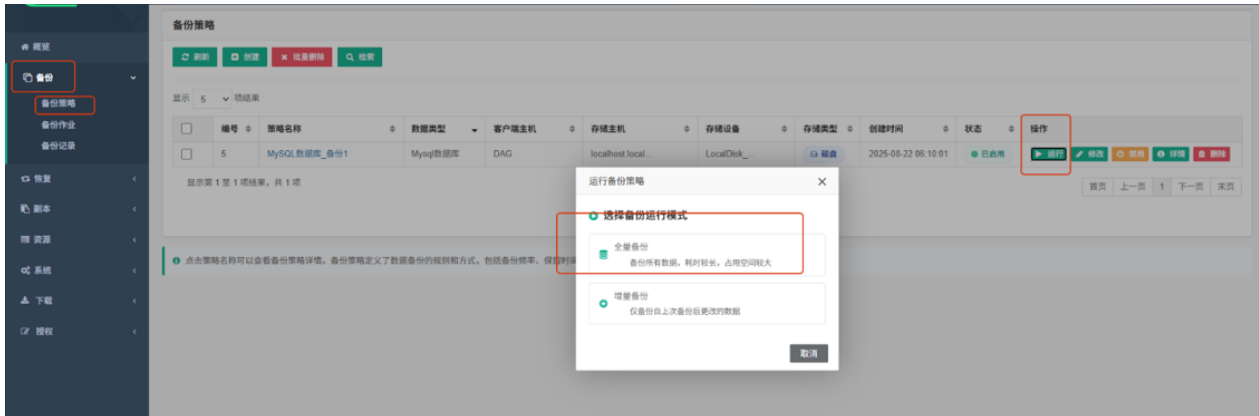 备份策略
概览
备份
备份策略
备份作业
备份记录
恢复
副本
资源
系统
下载
授权
刷新 创建 批量删除 检索
显示 5 项结果
编号 策略名称 数据类型 客户端主机 存储主机 存储设备 存储类型 创建时间 状态 操作
5 MySQL数据库_备份1 Mysql数据库 DAG localhost.local... LocalDisk_... 磁盘 2025-08-22 06:10:01 已启用 运行 修改 禁用 详情 删除
显示第 1 至 1 项结果，共 1 项
首页 上一页 1 下一页 末页
点击策略名称可以查看备份策略详情。备份策略定义了数据备份的规则和方式，包括备份频率、保留时间
运行备份策略
选择备份运行模式
全量备份
备份所有数据，耗时较长，占用空间较大
增量备份
仅备份自上次备份后更改的数据
取消